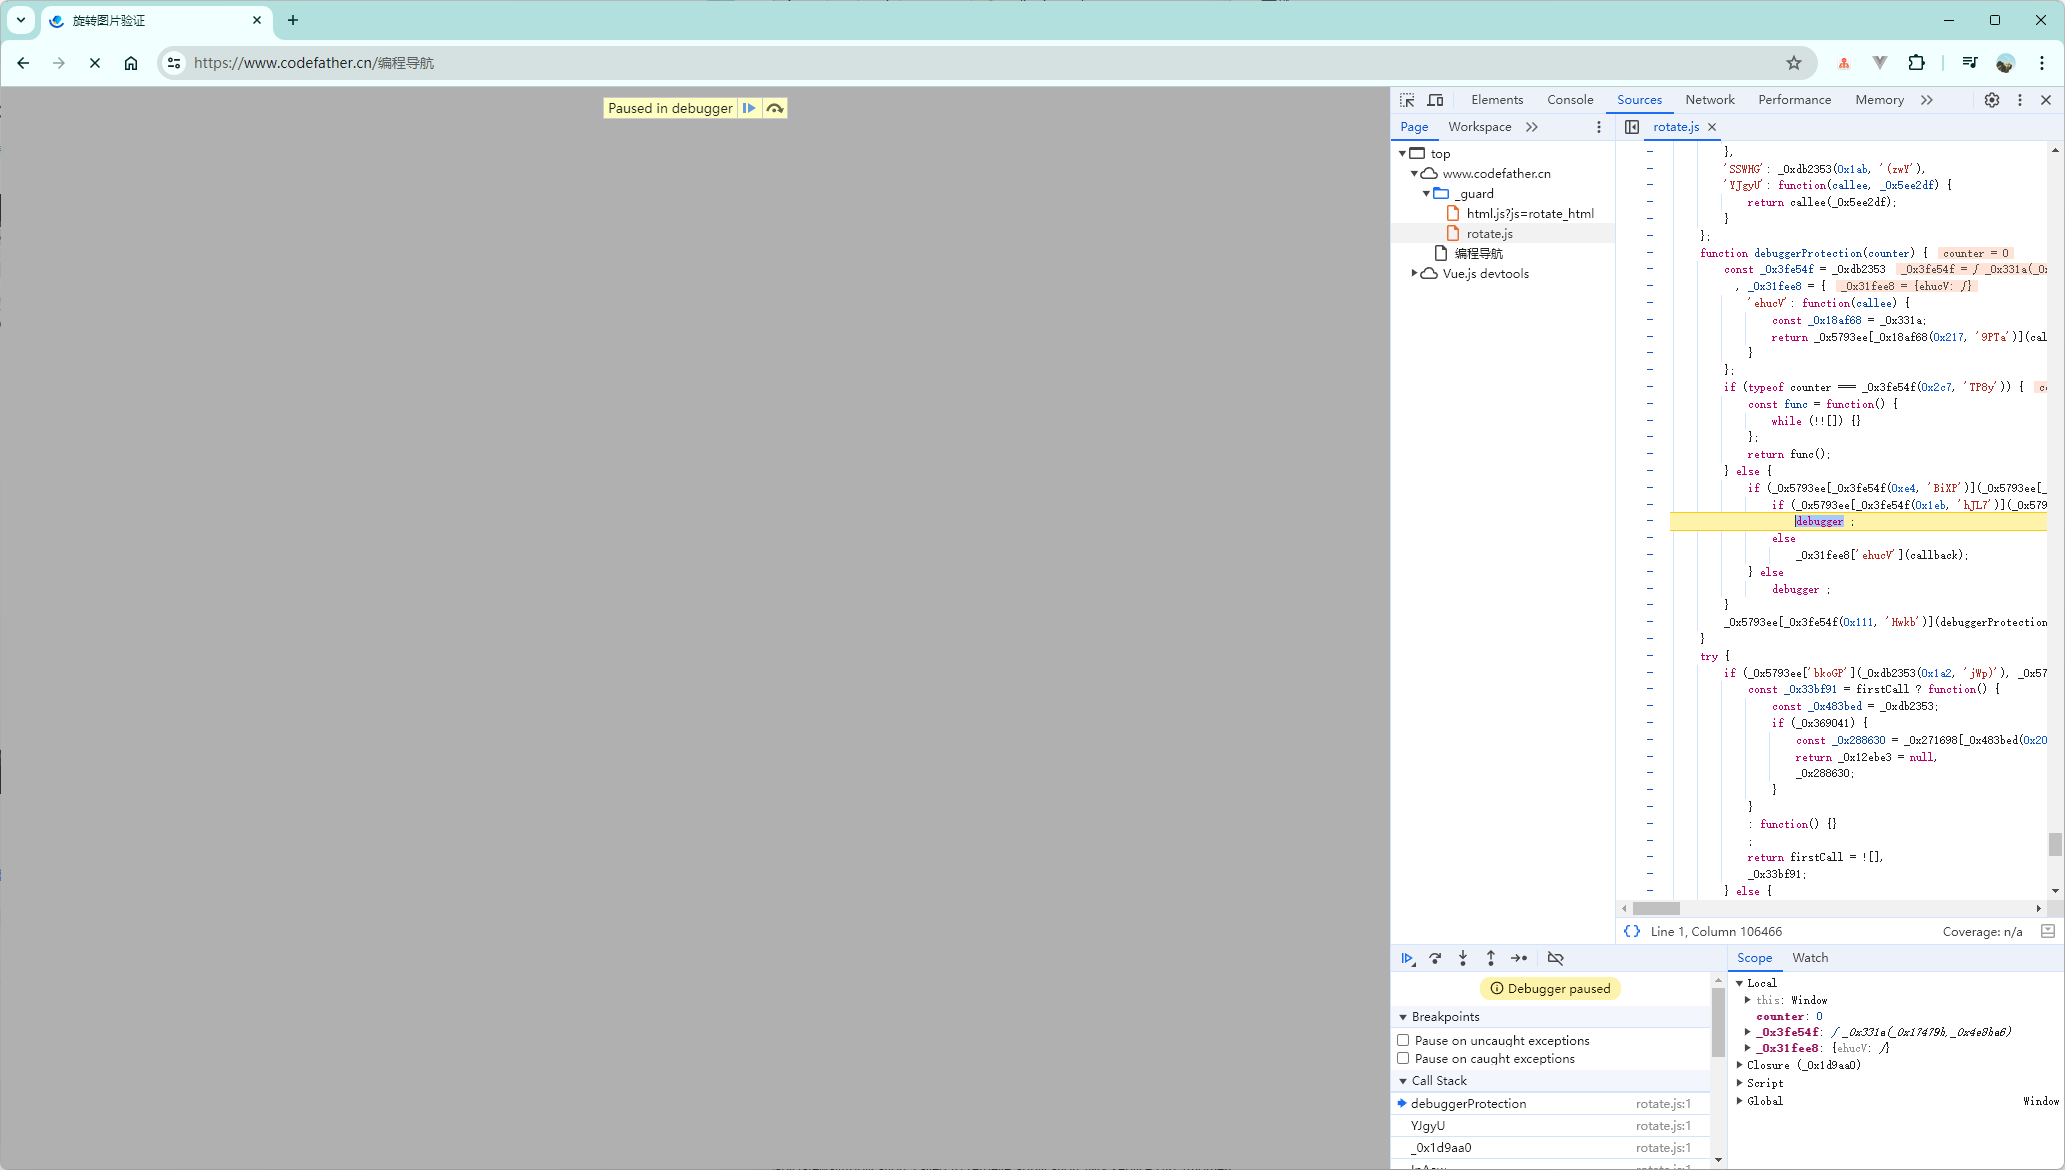 旋转图片验证
https://www.codefather.cn/编程导航
Paused in debugger
Elements Console Sources Network Performance Memory
Page Workspace
rotate.js
top
www.codefather.cn
_guard
html.js?js=rotate_html
rotate.js
编程导航
Vue.js devtools
},
'SSWHG': _0xdb2353(0x1ab, '(zwV'),
'YJgyU': function(callee, _0x5ee2df) {
return callee(_0x5ee2df);
}
};
function debuggerProtection(counter) { counter = 0
const _0x3fe54f = _0xdb2353 _0x3fe54f = ƒ _0x331a(_0x
, _0x31fee8 = { _0x31fee8 = {ehucV: ƒ}
'ehucV': function(callee) {
const _0x18af68 = _0x331a;
return _0x5793ee[_0x18af68(0x217, '9PTa')](cal
}
};
if (typeof counter === _0x3fe54f(0x2c7, 'TP8y')) { co
const func = function() {
while (!![]) {}
};
return func();
} else {
if (_0x5793ee[_0x3fe54f(0xe4, 'BiXP')](_0x5793ee[_
if (_0x5793ee[_0x3fe54f(0x1eb, 'hJL7')](_0x579
debugger ;
else
_0x31fee8['ehucV'](callback);
} else
debugger ;
}
_0x5793ee[_0x3fe54f(0x111, 'Hwkb')](debuggerProtection
}
try {
if (_0x5793ee['bkoGP'](_0xdb2353(0x1a2, 'jWp)'), _0x57
const _0x33bf91 = firstCall ? function() {
const _0x483bed = _0xdb2353;
if (_0x369041) {
const _0x288630 = _0x271698[_0x483bed(0x20
return _0x12ebe3 = null,
_0x288630;
}
}
: function() {}
;
return firstCall = ![],
_0x33bf91;
} else {
{} Line 1, Column 106466 Coverage: n/a
Scope Watch
Debugger paused
Breakpoints
Pause on uncaught exceptions
Pause on caught exceptions
Call Stack
debuggerProtection rotate.js:1
YJgyU rotate.js:1
_0x1d9aa0 rotate.js:1
Local
this: Window
counter: 0
_0x3fe54f: ƒ _0x331a(_0x17479b,_0x4e8ba6)
_0x31fee8: {ehucV: ƒ}
Closure (_0x1d9aa0)
Script
Global Window